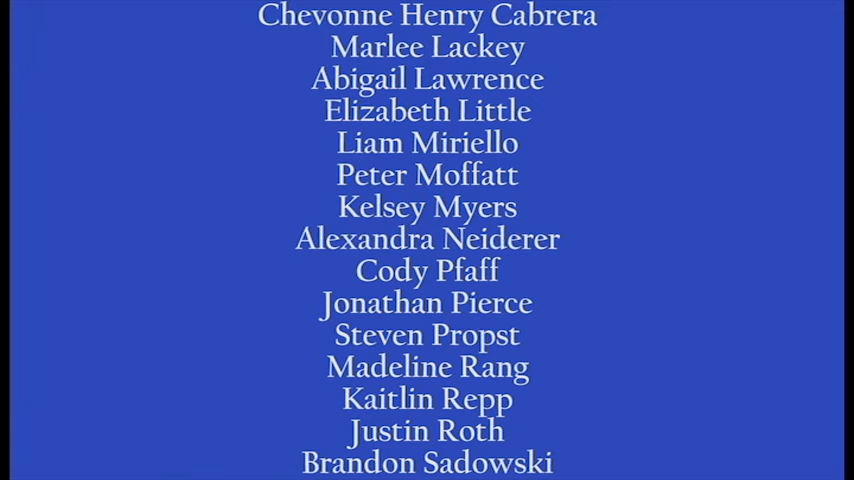 Chevonne Henry Cabrera
Marlee Lackey
Abigail Lawrence
Elizabeth Little
Liam Miriello
Peter Moffatt
Kelsey Myers
Alexandra Neiderer
Cody Pfaff
Jonathan Pierce
Steven Propst
Madeline Rang
Kaitlin Repp
Justin Roth
Brandon Sadowski